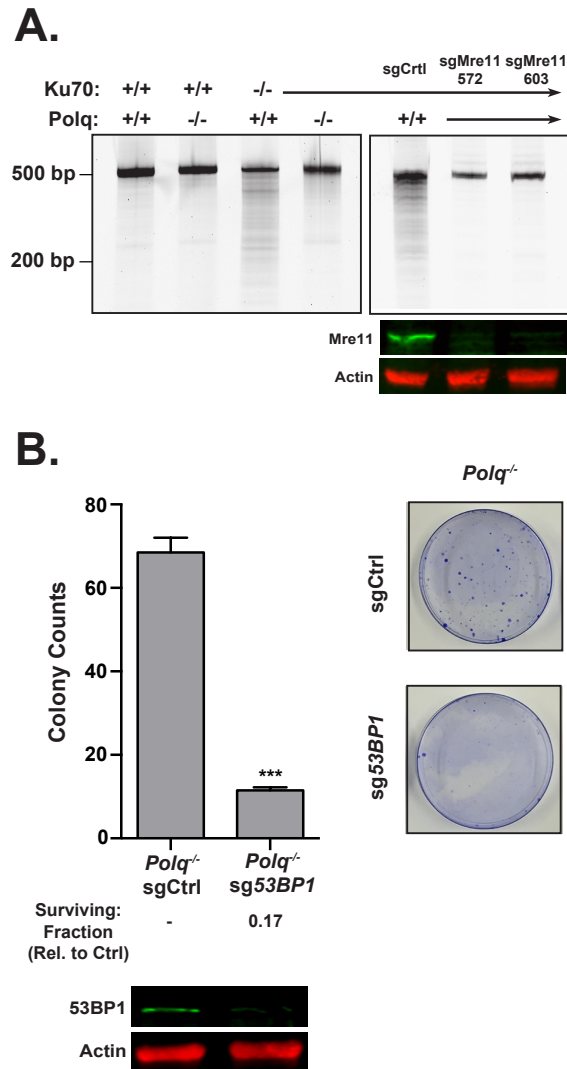 A.
sgCrtl sgMre11 572 sgMre11 603
Ku70: +/+ +/+ -/-
Polq: +/+ -/- +/+ -/- +/+
500 bp
200 bp
Mre11
Actin
B.
Polq-/-
80
60
40
20
0
Colony Counts
***
sgCtrl
sg53BP1
Polq-/- Polq-/-
sgCtrl sg53BP1
Surviving:
Fraction - 0.17
(Rel. to Ctrl)
53BP1
Actin